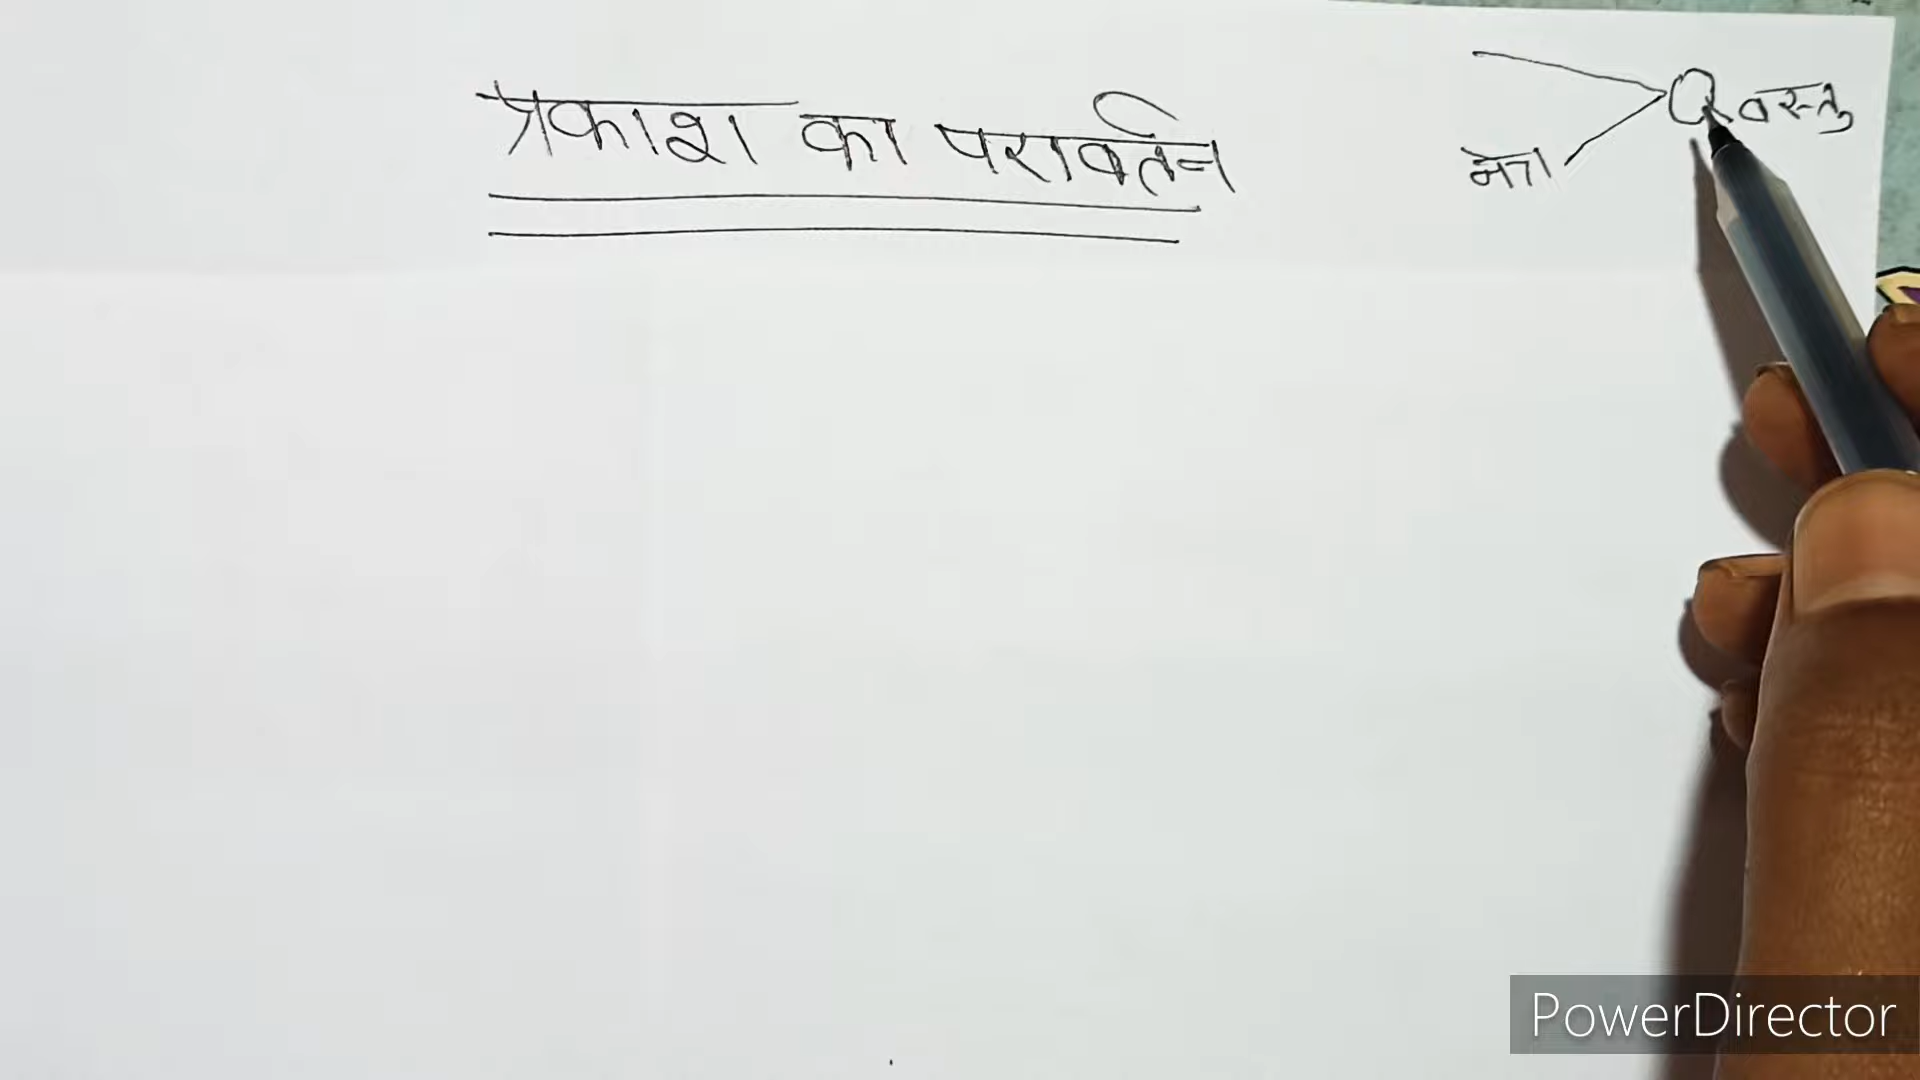 प्रकाश का परावर्तन
वस्तु
नेत्र
PowerDirector